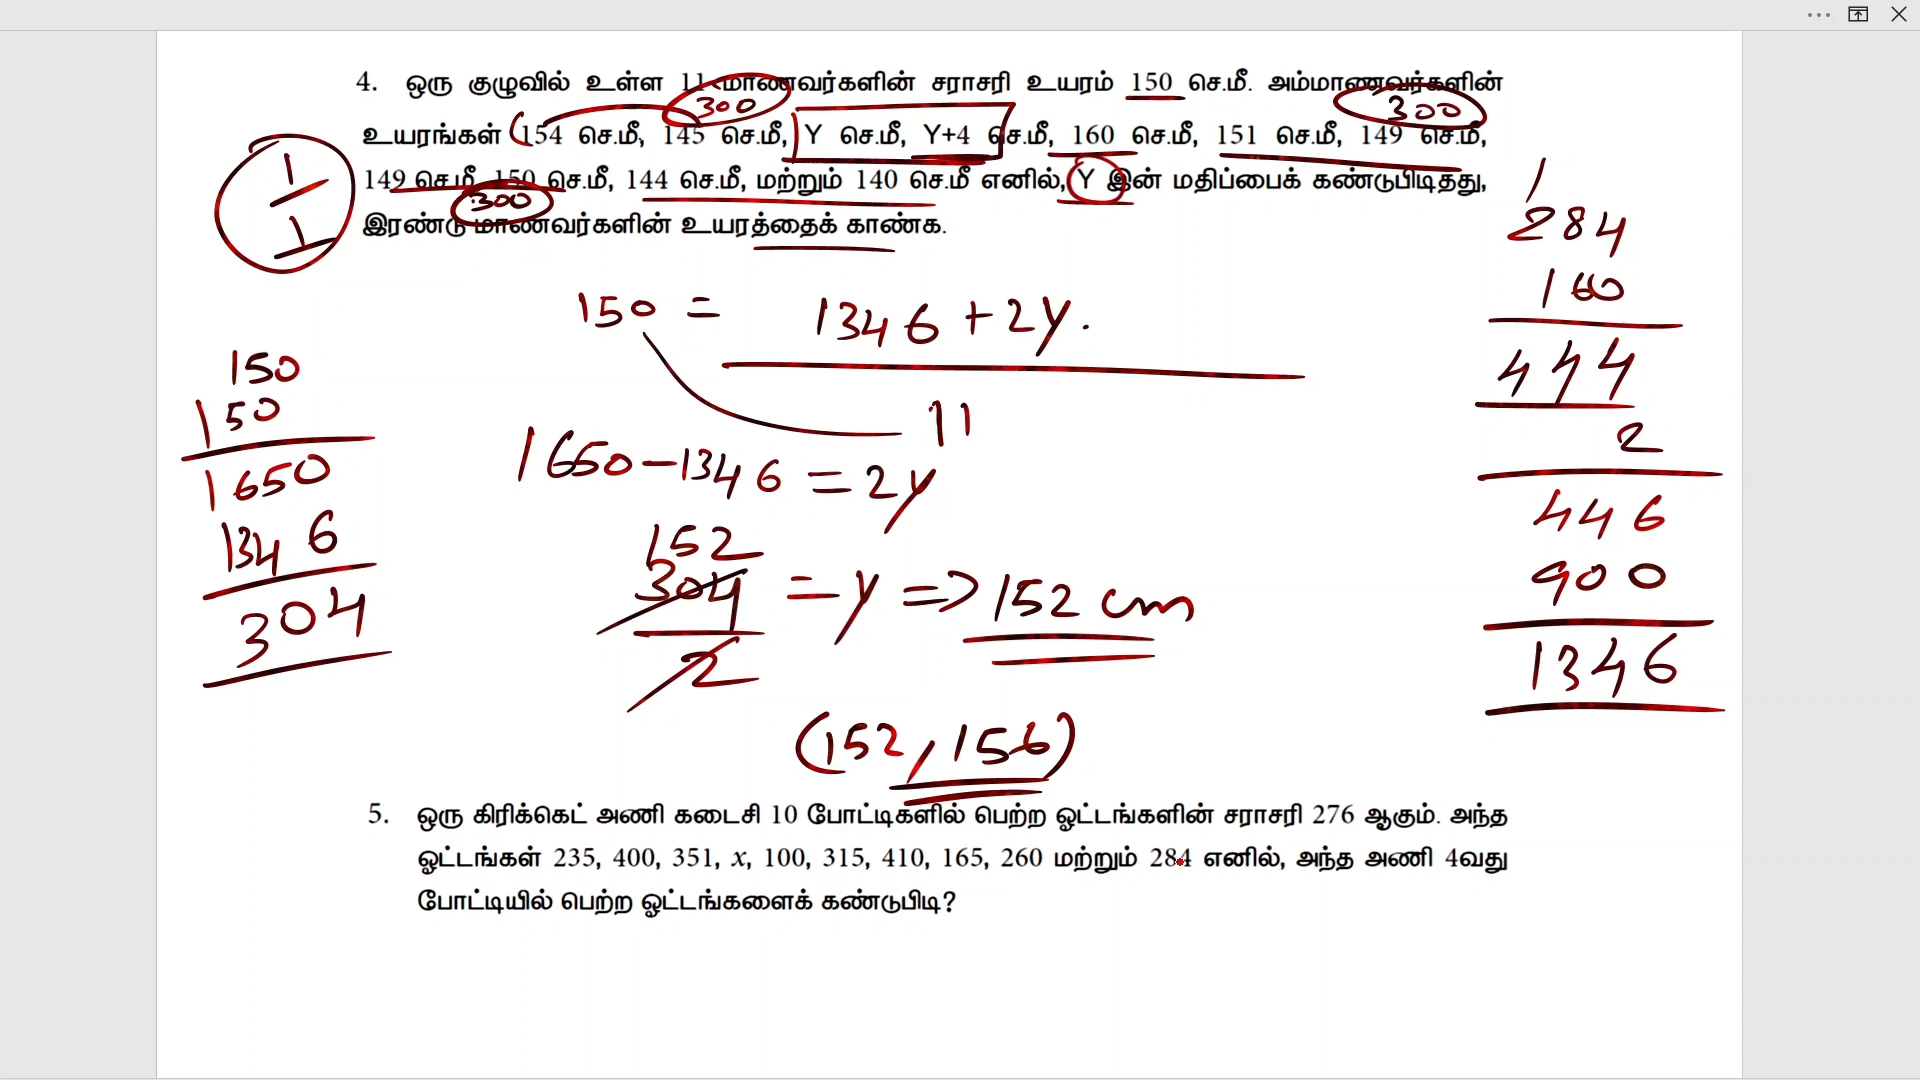 4. ஒரு குழுவில் உள்ள 11 மாணவர்களின் சராசரி உயரம் 150 செ.மீ. அம்மாணவர்களின்
300
300
உயரங்கள் 154 செ.மீ, 145 செ.மீ, Y செ.மீ, Y+4 செ.மீ, 160 செ.மீ, 151 செ.மீ, 149 செ.மீ,
149 செ.மீ, 150 செ.மீ, 144 செ.மீ, மற்றும் 140 செ.மீ எனில், Y இன் மதிப்பைக் கண்டுபிடித்து,
300
இரண்டு மாணவர்களின் உயரத்தைக் காண்க.
1
1
1
284
160
444
2
446
900
1346
150 = 1346 + 2Y.
11
150
150
1650
1346
304
1650 - 1346 = 2Y
152
304 = Y => 152 cm
2
(152, 156)
5. ஒரு கிரிக்கெட் அணி கடைசி 10 போட்டிகளில் பெற்ற ஓட்டங்களின் சராசரி 276 ஆகும். அந்த
ஓட்டங்கள் 235, 400, 351, x, 100, 315, 410, 165, 260 மற்றும் 284 எனில், அந்த அணி 4வது
போட்டியில் பெற்ற ஓட்டங்களைக் கண்டுபிடி?